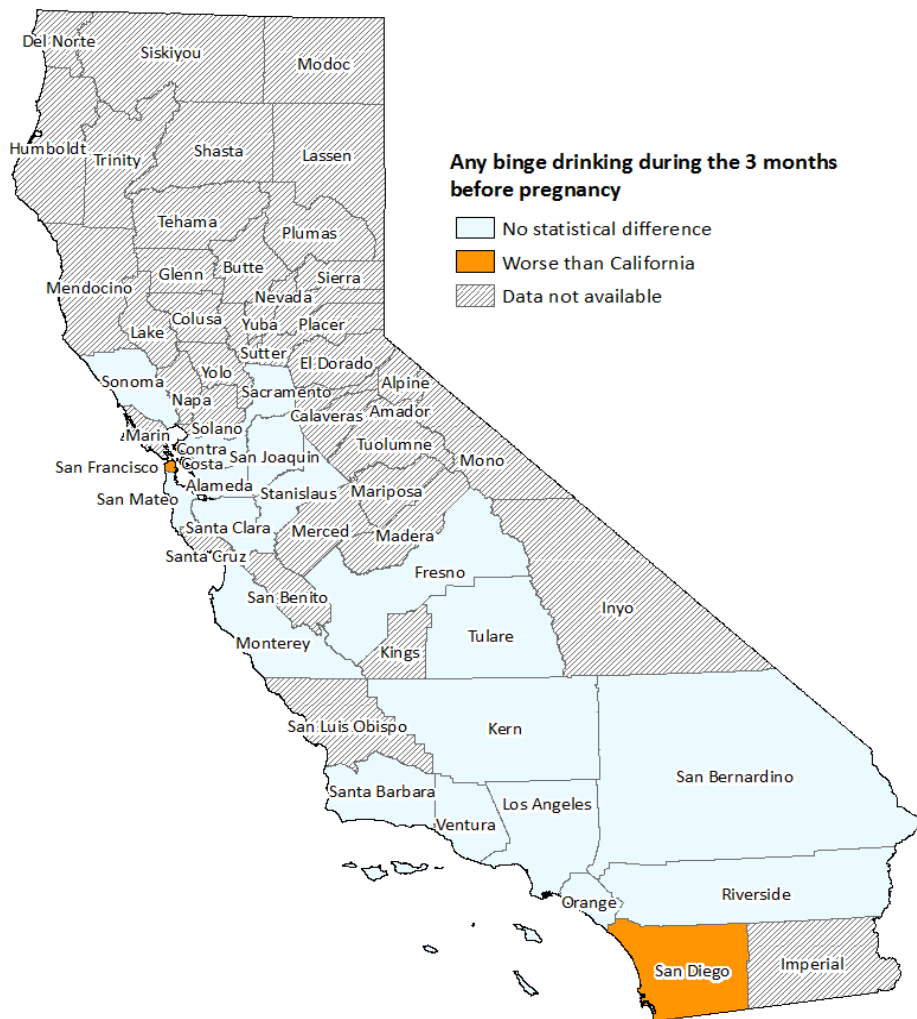 Del Norte
Siskiyou
Modoc
Humboldt
Trinity
Shasta
Lassen
Any binge drinking during the 3 months
before pregnancy
No statistical difference
Worse than California
Data not available
Tehama
Plumas
Glenn
Butte
Sierra
Mendocino
Nevada
Colusa
Yuba
Placer
Lake
Sutter
El Dorado
Yolo
Sonoma
Sacramento
Alpine
Napa
Calaveras
Amador
Solano
Marin
Tuolumne
Contra
Costa
San Joaquin
Mono
San Francisco
Alameda
Stanislaus
Mariposa
San Mateo
Santa Clara
Merced
Madera
Santa Cruz
Fresno
San Benito
Inyo
Monterey
Tulare
Kings
San Luis Obispo
Kern
San Bernardino
Santa Barbara
Los Angeles
Ventura
Orange
Riverside
San Diego
Imperial